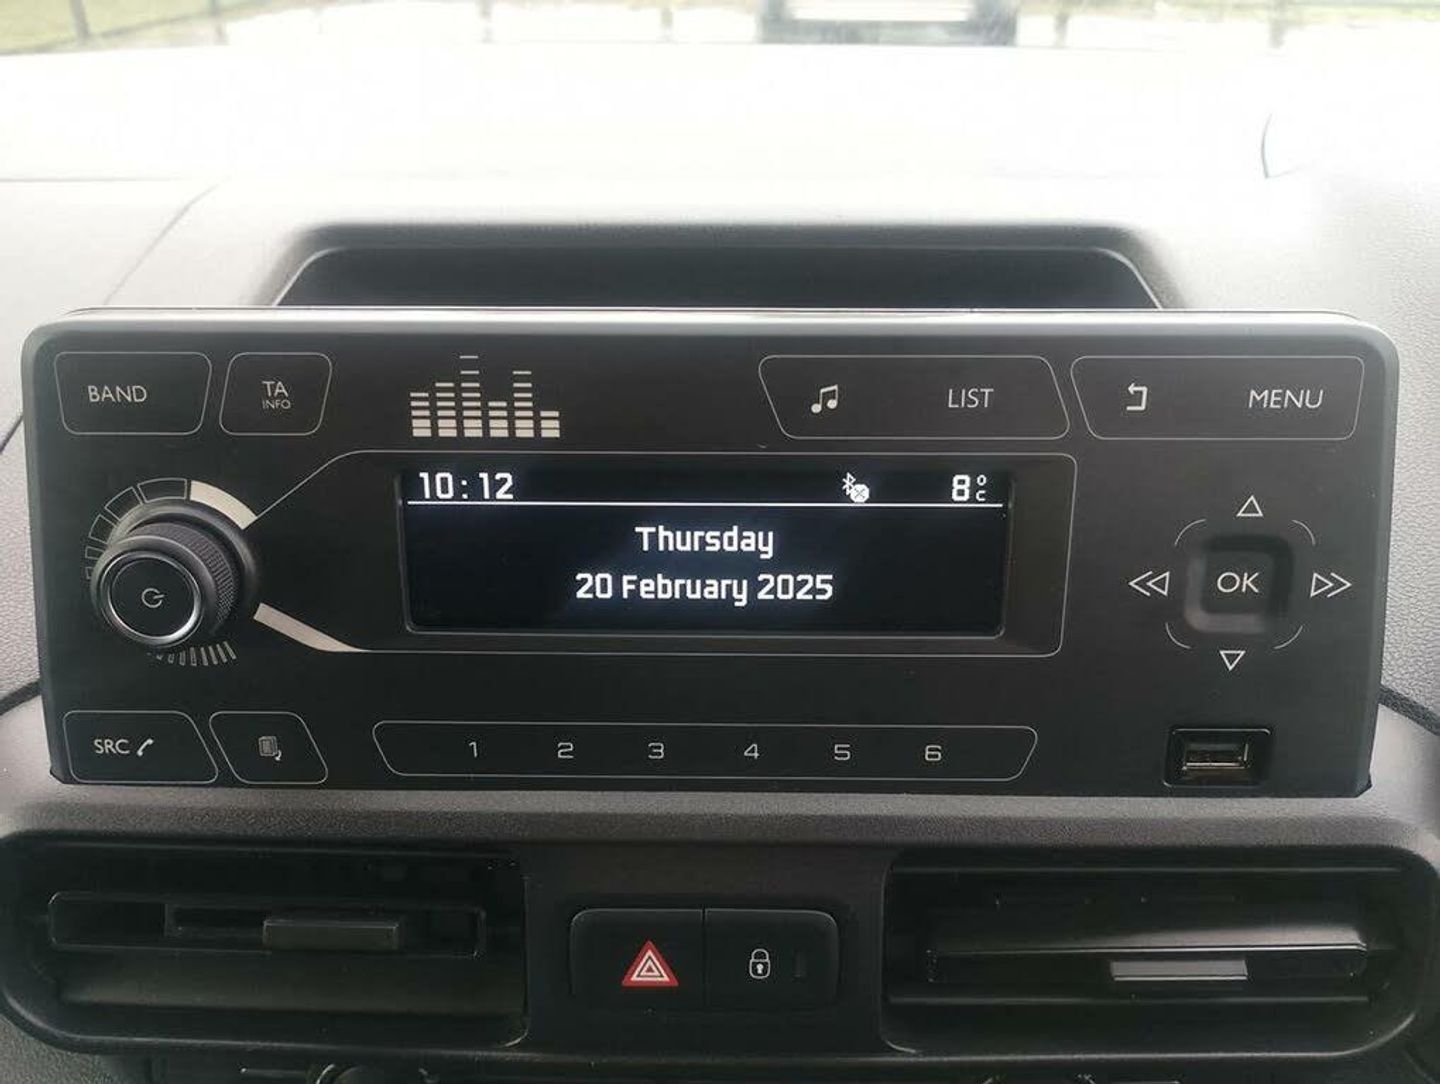 BAND
TA
INFO
LIST
MENU
10:12
8°C
Thursday
20 February 2025
OK
SRC
1 2 3 4 5 6